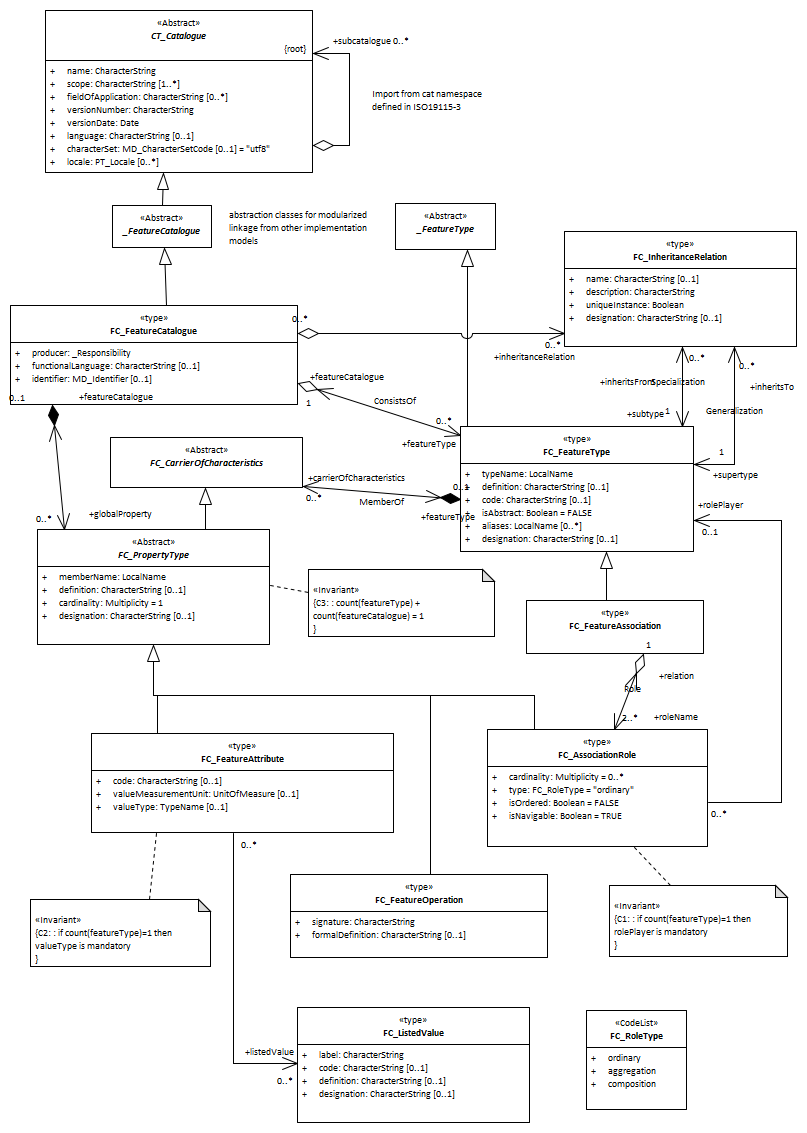 «Abstract»
CT_Catalogue
{root}
+ name: CharacterString
+ scope: CharacterString [1..*]
+ fieldOfApplication: CharacterString [0..*]
+ versionNumber: CharacterString
+ versionDate: Date
+ language: CharacterString [0..1]
+ characterSet: MD_CharacterSetCode [0..1] = "utf8"
+ locale: PT_Locale [0..*]
+subcatalogue 0..*
Import from cat namespace
defined in ISO19115-3
«Abstract»
_FeatureCatalogue
abstraction classes for modularized
linkage from other implementation
models
«Abstract»
_FeatureType
«type»
FC_InheritanceRelation
+ name: CharacterString [0..1]
+ description: CharacterString
+ uniqueInstance: Boolean
+ designation: CharacterString [0..1]
«type»
FC_FeatureCatalogue
+ producer: _Responsibility
+ functionalLanguage: CharacterString [0..1]
+ identifier: MD_Identifier [0..1]
0..*
0..*
+inheritanceRelation
+featureCatalogue
1
ConsistsOf
0..*
+featureType
0..*
+inheritsFrom
Specialization
+subtype
1
0..*
+inheritsTo
Generalization
1
+supertype
0..1
+featureCatalogue
0..*
+globalProperty
«Abstract»
FC_CarrierOfCharacteristics
+carrierOfCharacteristics
0..*
MemberOf
0..1
+featureType
«type»
FC_FeatureType
+ typeName: LocalName
+ definition: CharacterString [0..1]
+ code: CharacterString [0..1]
+ isAbstract: Boolean = FALSE
+ aliases: LocalName [0..*]
+ designation: CharacterString [0..1]
+rolePlayer
0..1
«Abstract»
FC_PropertyType
+ memberName: LocalName
+ definition: CharacterString [0..1]
+ cardinality: Multiplicity = 1
+ designation: CharacterString [0..1]
«Invariant»
{C3: : count(featureType) +
count(featureCatalogue) = 1
}
«type»
FC_FeatureAssociation
1
+relation
Role
2..*
+roleName
«type»
FC_FeatureAttribute
+ code: CharacterString [0..1]
+ valueMeasurementUnit: UnitOfMeasure [0..1]
+ valueType: TypeName [0..1]
0..*
«type»
FC_AssociationRole
+ cardinality: Multiplicity = 0..*
+ type: FC_RoleType = "ordinary"
+ isOrdered: Boolean = FALSE
+ isNavigable: Boolean = TRUE
0..*
«type»
FC_FeatureOperation
+ signature: CharacterString
+ formalDefinition: CharacterString [0..1]
«Invariant»
{C2: : if count(featureType)=1 then
valueType is mandatory
}
«Invariant»
{C1: : if count(featureType)=1 then
rolePlayer is mandatory
}
+listedValue
0..*
«type»
FC_ListedValue
+ label: CharacterString
+ code: CharacterString [0..1]
+ definition: CharacterString [0..1]
+ designation: CharacterString [0..1]
«CodeList»
FC_RoleType
+ ordinary
+ aggregation
+ composition